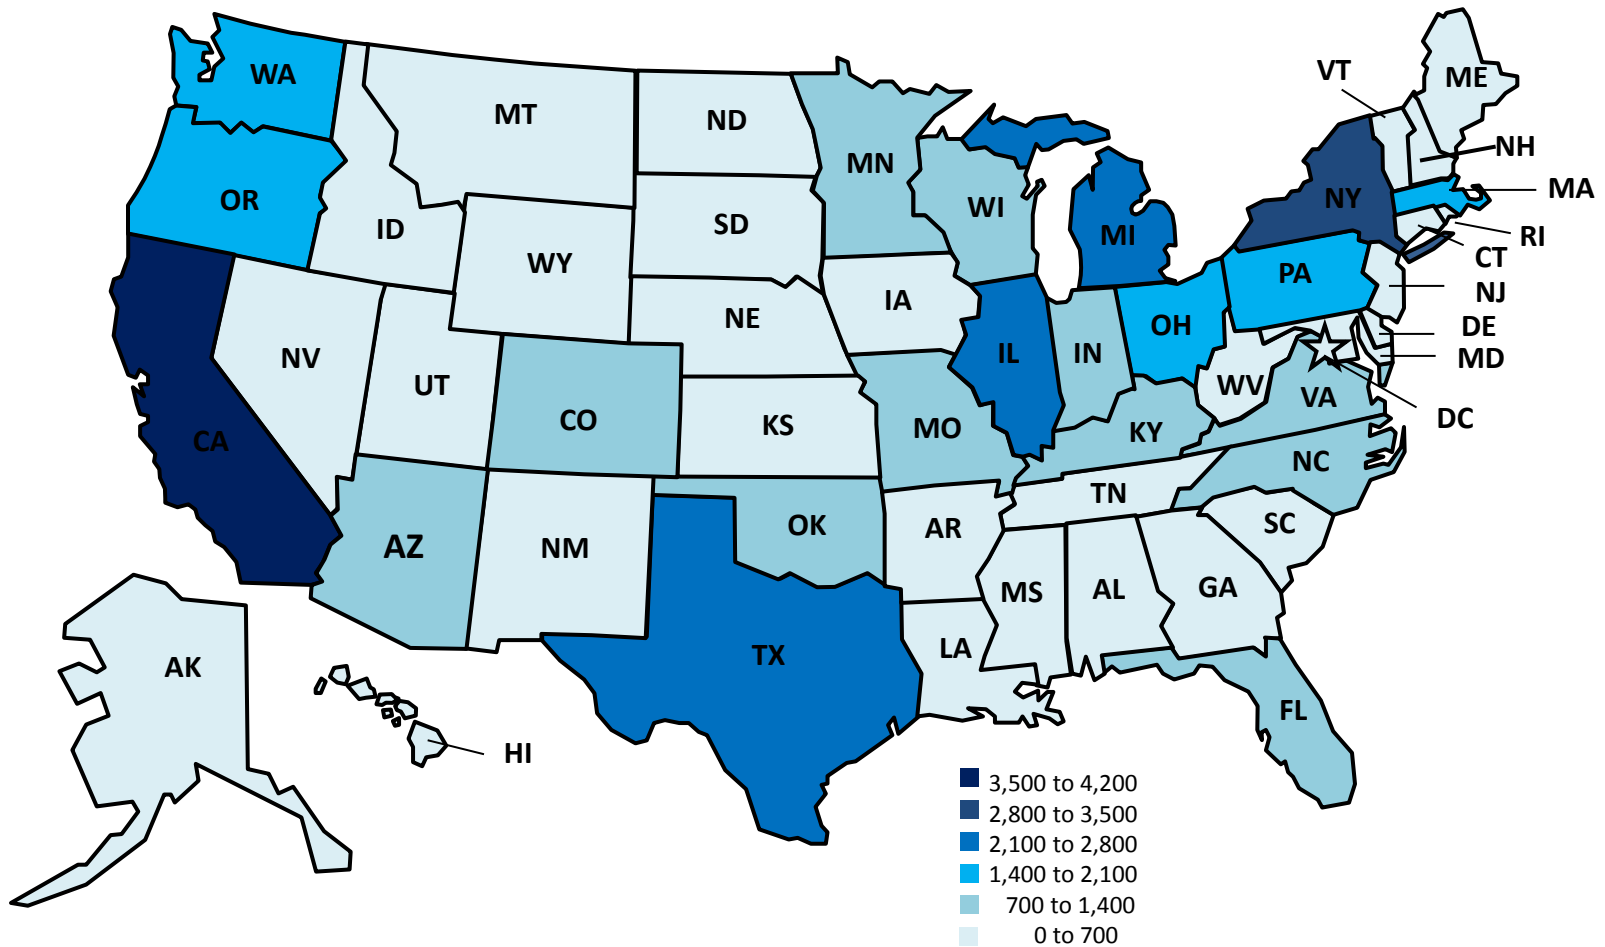 WA
MT
ND
MN
VT
ME
NH
MA
OR
ID
SD
WI
MI
NY
RI
CT
WY
PA
NJ
IA
NE
OH
DE
MD
NV
UT
IL
IN
WV
VA
DC
CO
KS
MO
KY
CA
NC
TN
AZ
NM
OK
AR
SC
MS
AL
GA
LA
TX
AK
FL
HI
3,500 to 4,200
2,800 to 3,500
2,100 to 2,800
1,400 to 2,100
700 to 1,400
0 to 700